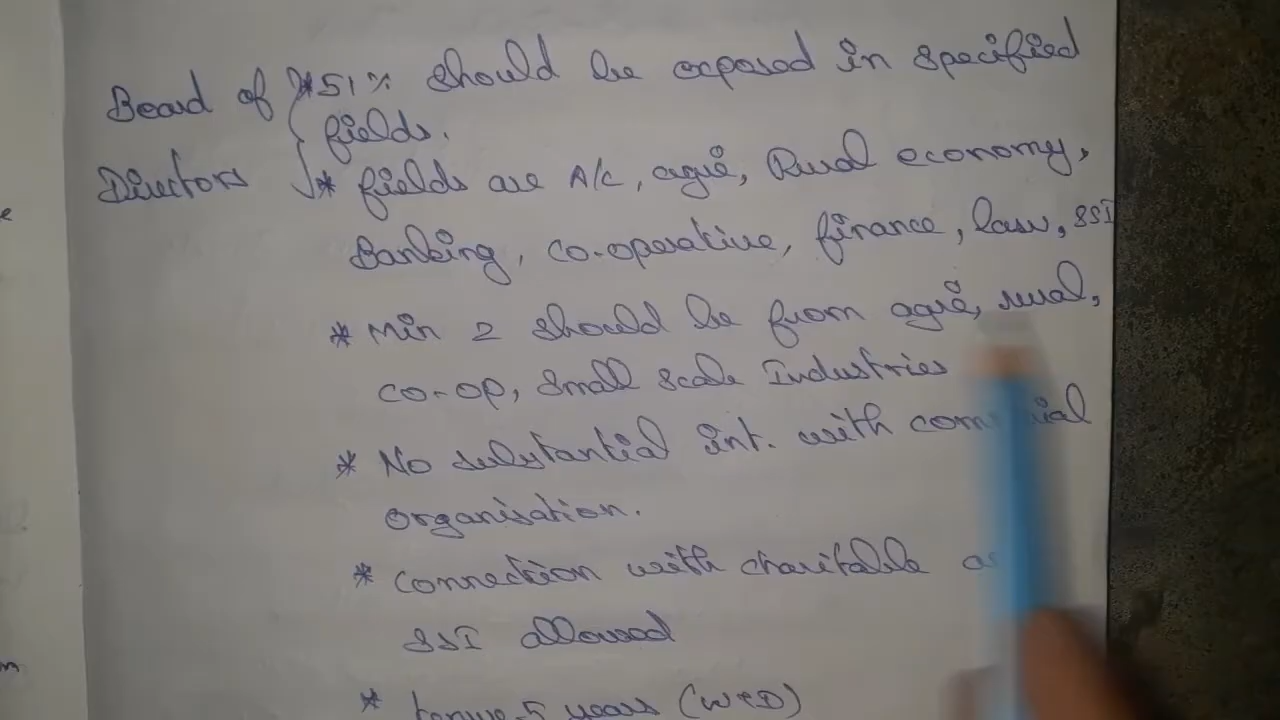 Board of * 51% should be exposed in specified
fields.
Directors * fields are A/c, agri, Rural economy,
Banking, co-operative, finance, law, SSI
* Min 2 should be from agri, rural,
co-op, Small Scale Industries
* No substantial int. with
organisation.
* connection with charitable
SSI allowed
* tenure 5 years (WTD)